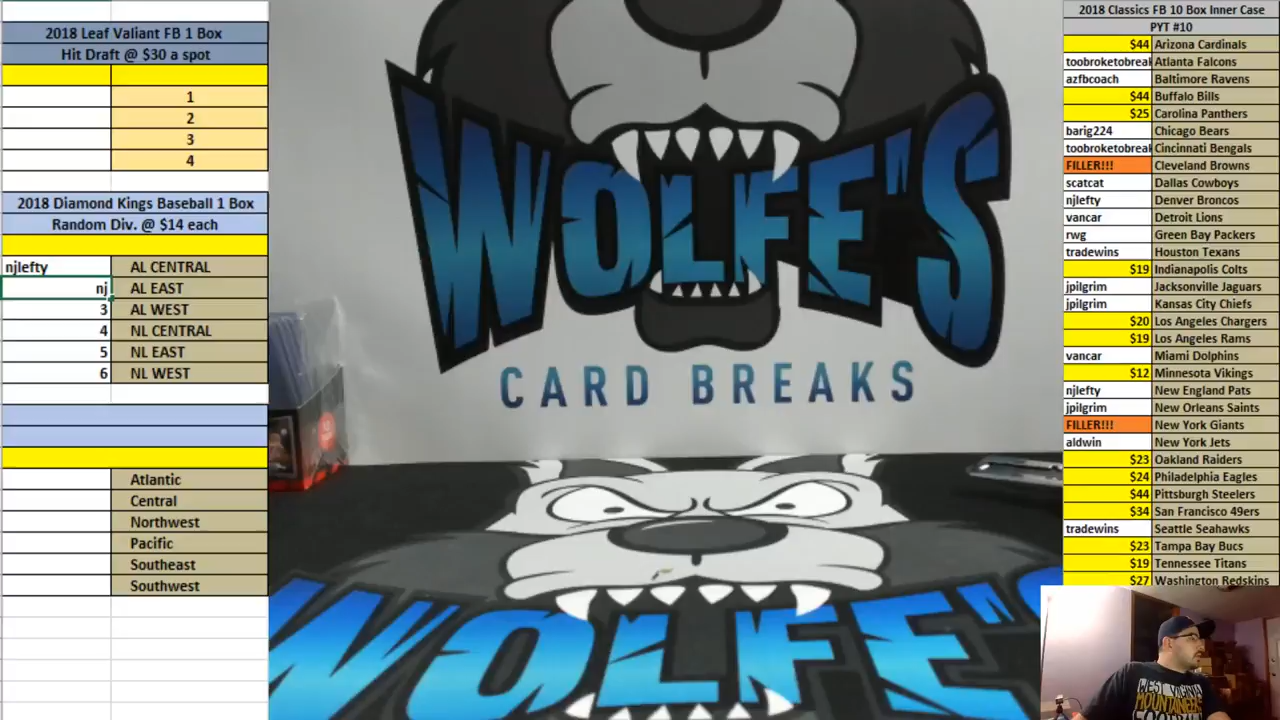 2018 Leaf Valiant FB 1 Box
Hit Draft @ $30 a spot
1
2
3
4
2018 Diamond Kings Baseball 1 Box
Random Div. @ $14 each
njlefty AL CENTRAL
nj AL EAST
3 AL WEST
4 NL CENTRAL
5 NL EAST
6 NL WEST
Atlantic
Central
Northwest
Pacific
Southeast
Southwest
WOLFE'S
CARD BREAKS
WOLFE'S
2018 Classics FB 10 Box Inner Case
PYT #10
$44 Arizona Cardinals
toobroketobreak Atlanta Falcons
azfbcoach Baltimore Ravens
$44 Buffalo Bills
$25 Carolina Panthers
barig224 Chicago Bears
toobroketobreak Cincinnati Bengals
FILLER!!! Cleveland Browns
scatcat Dallas Cowboys
njlefty Denver Broncos
vancar Detroit Lions
rwg Green Bay Packers
tradewins Houston Texans
$19 Indianapolis Colts
jpilgrim Jacksonville Jaguars
jpilgrim Kansas City Chiefs
$20 Los Angeles Chargers
$19 Los Angeles Rams
vancar Miami Dolphins
$12 Minnesota Vikings
njlefty New England Pats
jpilgrim New Orleans Saints
FILLER!!! New York Giants
aldwin New York Jets
$23 Oakland Raiders
$24 Philadelphia Eagles
$44 Pittsburgh Steelers
$34 San Francisco 49ers
tradewins Seattle Seahawks
$23 Tampa Bay Bucs
$19 Tennessee Titans
$27 Washington Redskins
WEST VIRGINIA
MOUNTAINEERS